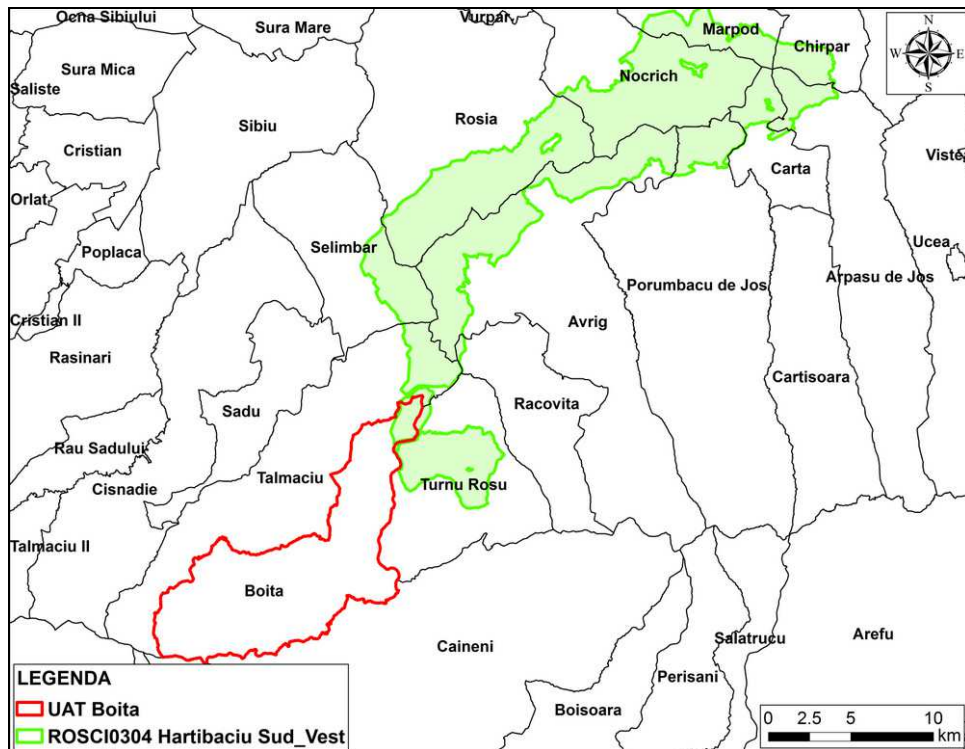 Ocna Sibiului
Sura Mare
Vurpar
Marpod
Chirpar
N
W E
S
Sura Mica
Nocrich
Saliste
Sibiu
Rosia
Cristian
Viste
Carta
Orlat
Selimbar
Ucea
Poplaca
Porumbacu de Jos
Arpasu de Jos
Cristian II
Avrig
Rasinari
Cartisoara
Sadu
Racovita
Rau Sadului
Talmaciu
Turnu Rosu
Cisnadie
Talmaciu II
Boita
Caineni
Salatrucu
Arefu
Perisani
Boisoara
LEGENDA
UAT Boita
ROSCI0304 Hartibaciu Sud_Vest
0 2.5 5 10
km